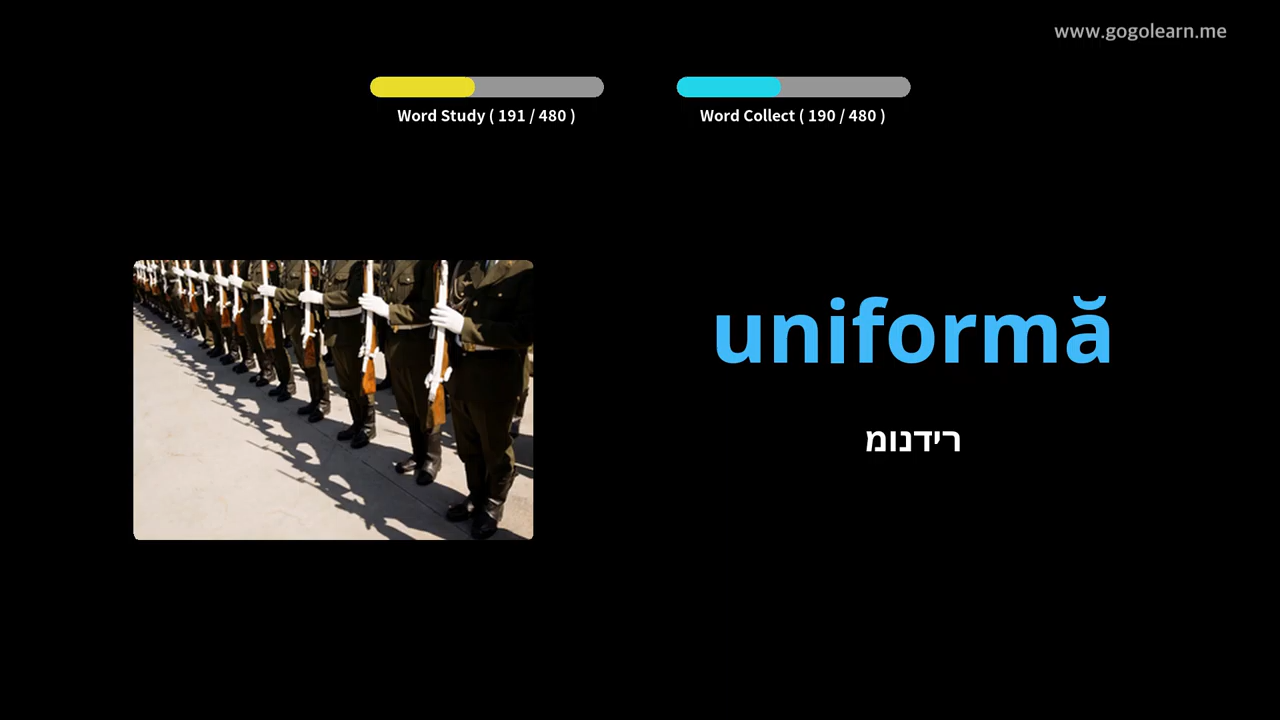 www.gogolearn.me
Word Study ( 191 / 480 )
Word Collect ( 190 / 480 )
uniformă
רידנומ